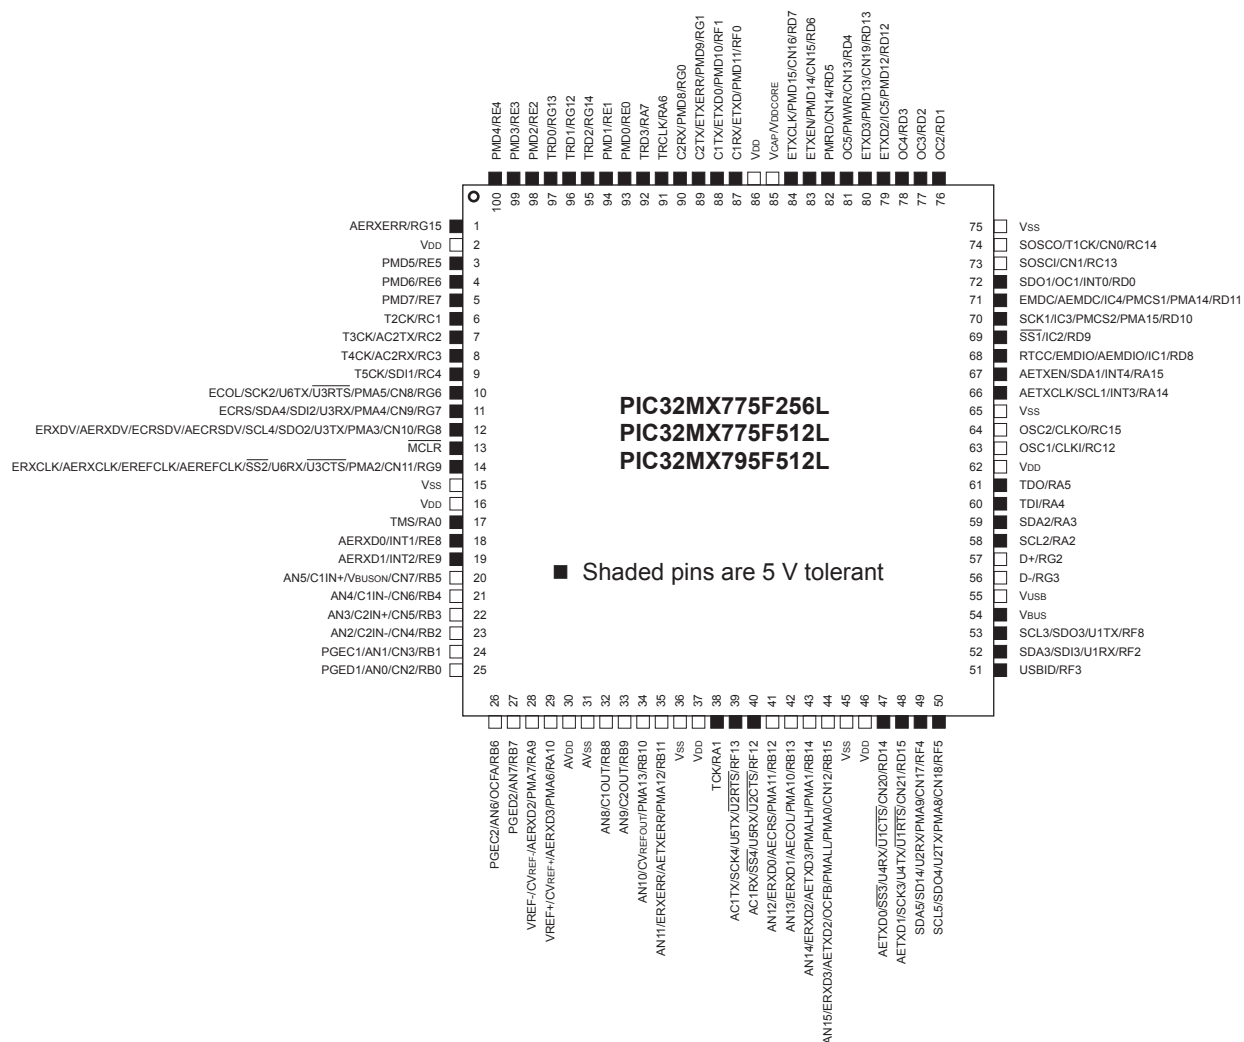 PMD4/RE4
PMD3/RE3
PMD2/RE2
TRD0/RG13
TRD1/RG12
TRD2/RG14
PMD1/RE1
PMD0/RE0
TRD3/RA7
TRCLK/RA6
C2RX/PMD8/RG0
C2TX/ETXERR/PMD9/RG1
C1TX/ETXD0/PMD10/RF1
C1RX/ETXD/PMD11/RF0
VDD
VCAP/VDDCORE
ETXCLK/PMD15/CN16/RD7
ETXEN/PMD14/CN15/RD6
PMRD/CN14/RD5
OC5/PMWR/CN13/RD4
ETXD3/PMD13/CN19/RD13
ETXD2/IC5/PMD12/RD12
OC4/RD3
OC3/RD2
OC2/RD1
100
99
98
97
96
95
94
93
92
91
90
89
88
87
86
85
84
83
82
81
80
79
78
77
76
AERXERR/RG15 1
VDD 2
PMD5/RE5 3
PMD6/RE6 4
PMD7/RE7 5
T2CK/RC1 6
T3CK/AC2TX/RC2 7
T4CK/AC2RX/RC3 8
T5CK/SDI1/RC4 9
ECOL/SCK2/U6TX/U3RTS/PMA5/CN8/RG6 10
ECRS/SDA4/SDI2/U3RX/PMA4/CN9/RG7 11
ERXDV/AERXDV/ECRSDV/AECRSDV/SCL4/SDO2/U3TX/PMA3/CN10/RG8 12
MCLR 13
ERXCLK/AERXCLK/EREFCLK/AEREFCLK/SS2/U6RX/U3CTS/PMA2/CN11/RG9 14
VSS 15
VDD 16
TMS/RA0 17
AERXD0/INT1/RE8 18
AERXD1/INT2/RE9 19
AN5/C1IN+/VBUSON/CN7/RB5 20
AN4/C1IN-/CN6/RB4 21
AN3/C2IN+/CN5/RB3 22
AN2/C2IN-/CN4/RB2 23
PGEC1/AN1/CN3/RB1 24
PGED1/AN0/CN2/RB0 25
PIC32MX775F256L
PIC32MX775F512L
PIC32MX795F512L
Shaded pins are 5 V tolerant
75 VSS
74 SOSCO/T1CK/CN0/RC14
73 SOSCI/CN1/RC13
72 SDO1/OC1/INT0/RD0
71 EMDC/AEMDC/IC4/PMCS1/PMA14/RD11
70 SCK1/IC3/PMCS2/PMA15/RD10
69 SS1/IC2/RD9
68 RTCC/EMDIO/AEMDIO/IC1/RD8
67 AETXEN/SDA1/INT4/RA15
66 AETXCLK/SCL1/INT3/RA14
65 VSS
64 OSC2/CLKO/RC15
63 OSC1/CLKI/RC12
62 VDD
61 TDO/RA5
60 TDI/RA4
59 SDA2/RA3
58 SCL2/RA2
57 D+/RG2
56 D-/RG3
55 VUSB
54 VBUS
53 SCL3/SDO3/U1TX/RF8
52 SDA3/SDI3/U1RX/RF2
51 USBID/RF3
26
27
28
29
30
31
32
33
34
35
36
37
38
39
40
41
42
43
44
45
46
47
48
49
50
PGEC2/AN6/OCFA/RB6
PGED2/AN7/RB7
VREF-/CVREF-/AERXD2/PMA7/RA9
VREF+/CVREF+/AERXD3/PMA6/RA10
AVDD
AVSS
AN8/C1OUT/RB8
AN9/C2OUT/RB9
AN10/CVREFOUT/PMA13/RB10
AN11/ERXERR/AETXERR/PMA12/RB11
VSS
VDD
TCK/RA1
AC1TX/SCK4/U5TX/U2RTS/RF13
AC1RX/SS4/U5RX/U2CTS/RF12
AN12/ERXD0/AECRS/PMA11/RB12
AN13/ERXD1/AECOL/PMA10/RB13
AN14/ERXD2/AETXD3/PMALH/PMA1/RB14
AN15/ERXD3/AETXD2/OCFB/PMALL/PMA0/CN12/RB15
VSS
VDD
AETXD0/SS3/U4RX/U1CTS/CN20/RD14
AETXD1/SCK3/U4TX/U1RTS/CN21/RD15
SDA5/SD14/U2RX/PMA9/CN17/RF4
SCL5/SDO4/U2TX/PMA8/CN18/RF5